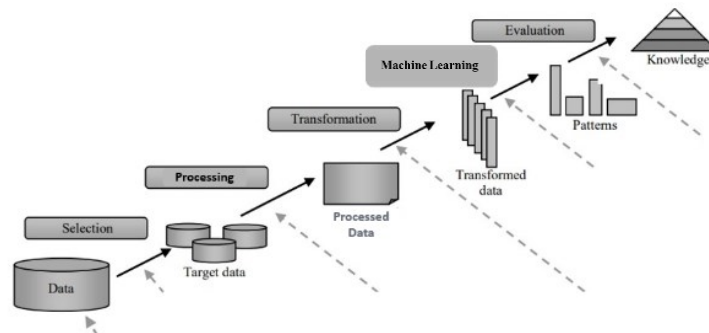 Evaluation
Knowledge
Machine Learning
Patterns
Transformation
Transformed
data
Processing
Processed
Data
Selection
Target data
Data